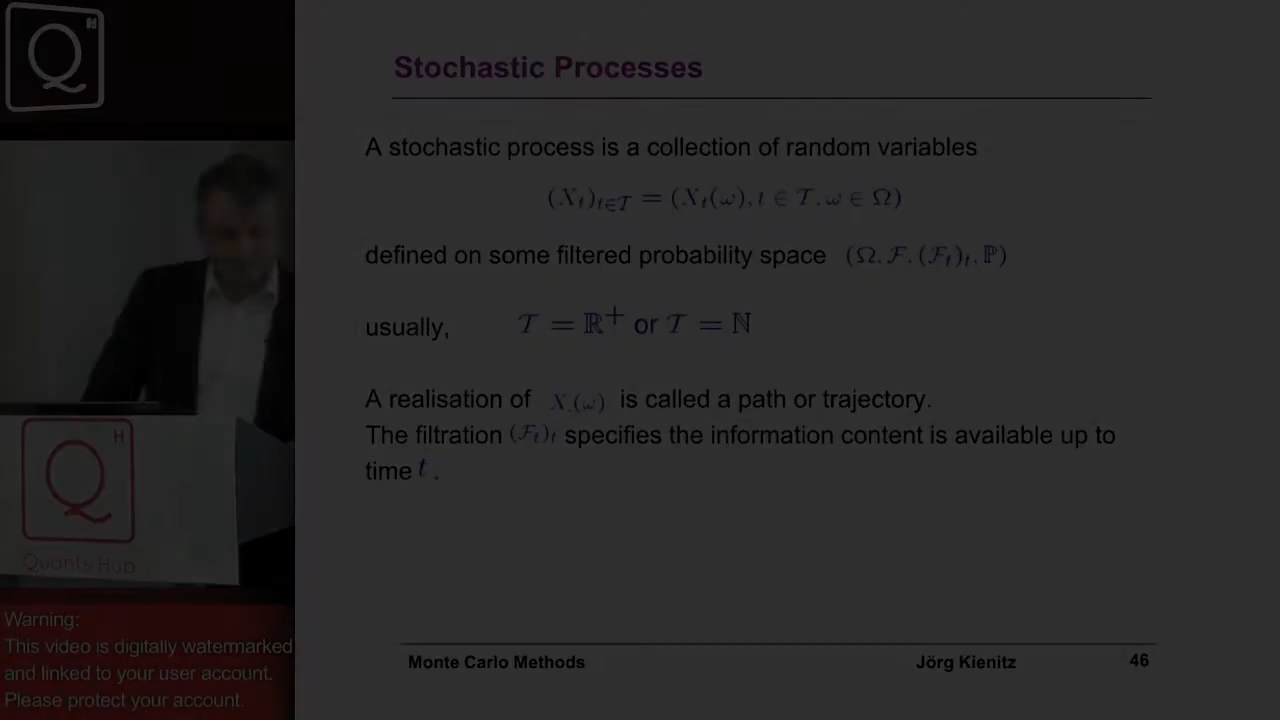 Q H
Stochastic Processes
A stochastic process is a collection of random variables
(X_t)_{t∈𝒯} = (X_t(ω), t ∈ 𝒯, ω ∈ Ω)
defined on some filtered probability space (Ω, ℱ, (ℱ_t)_t, ℙ)
usually, 𝒯 = ℝ⁺ or 𝒯 = ℕ
A realisation of X.(ω) is called a path or trajectory.
The filtration (ℱ_t)_t specifies the information content is available up to
time t .
Q H
Quants Hub
Warning:
This video is digitally watermarked
and linked to your user account.
Please protect your account.
Monte Carlo Methods Jörg Kienitz 46